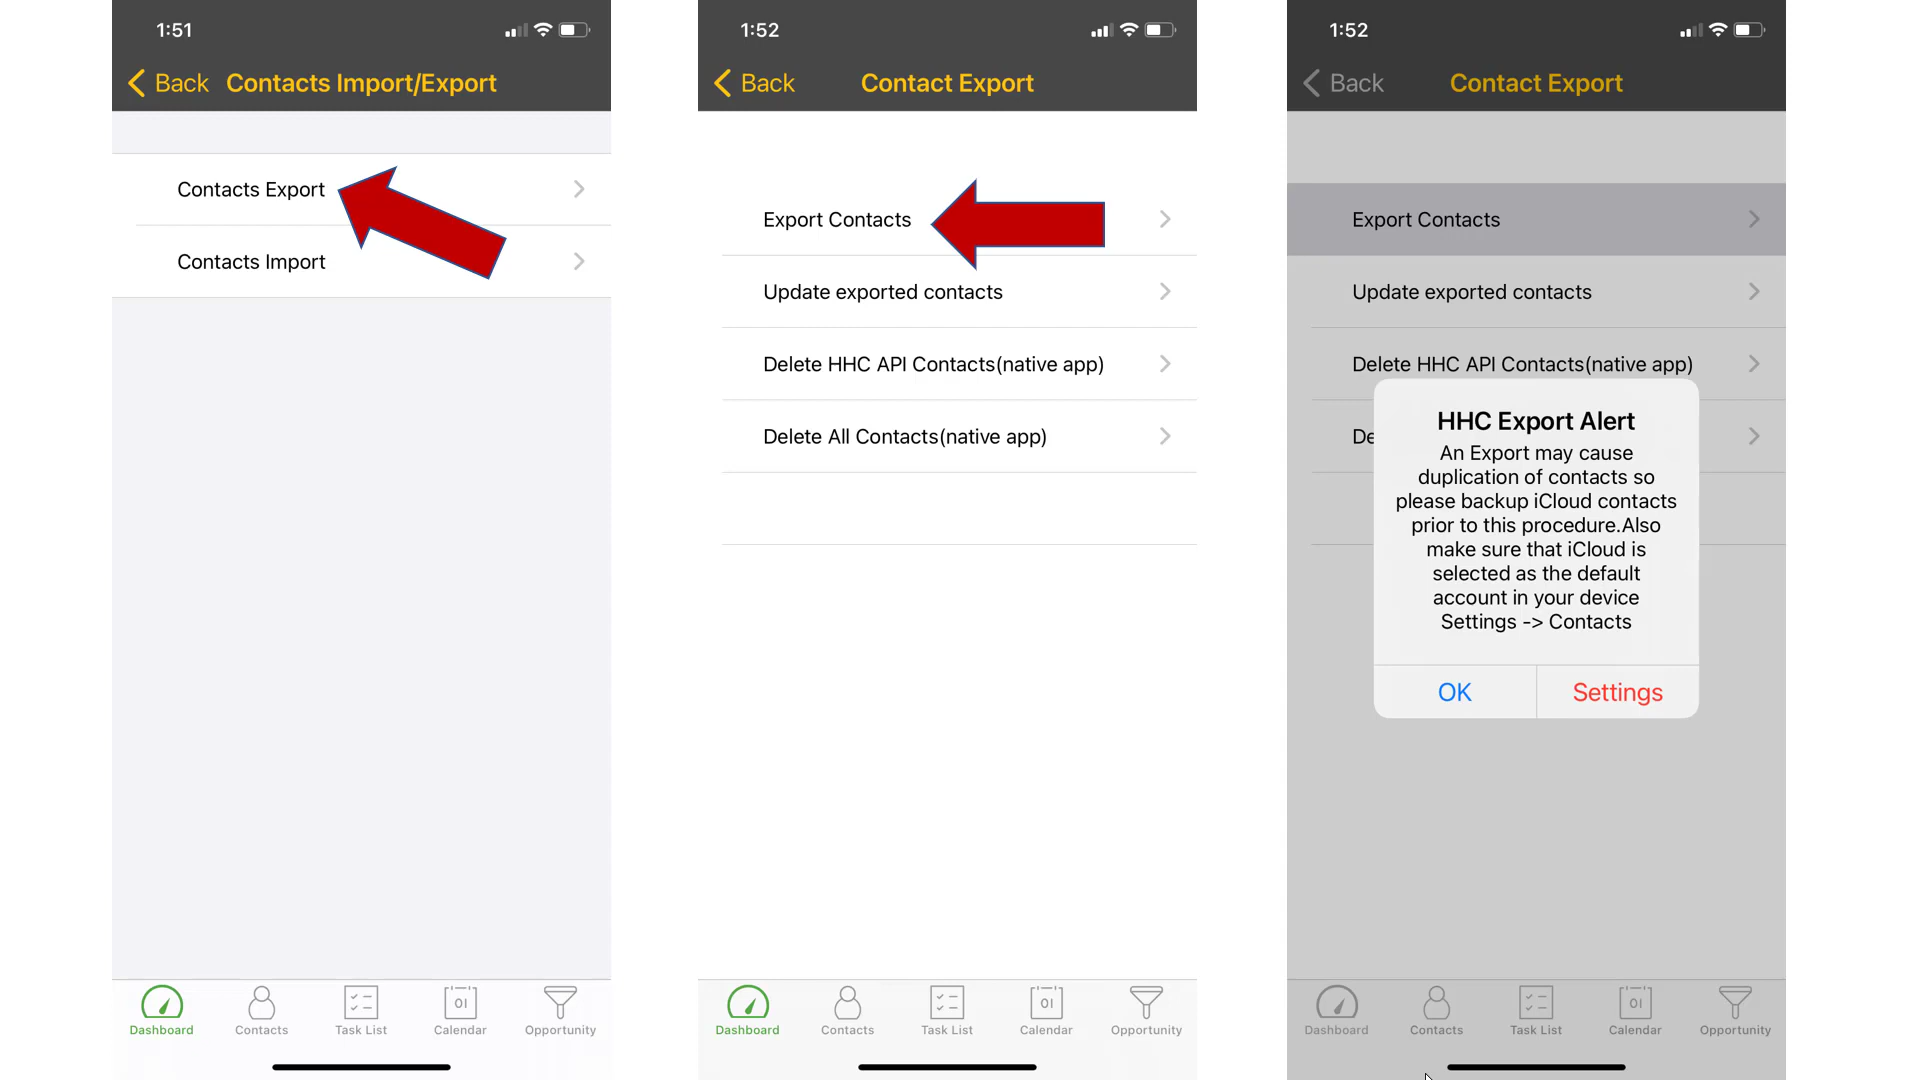 1:51
Back Contacts Import/Export
Contacts Export
Contacts Import
Dashboard Contacts Task List Calendar Opportunity
1:52
Back Contact Export
Export Contacts
Update exported contacts
Delete HHC API Contacts(native app)
Delete All Contacts(native app)
Dashboard Contacts Task List Calendar Opportunity
1:52
Back Contact Export
Export Contacts
Update exported contacts
Delete HHC API Contacts(native app)
De
HHC Export Alert
An Export may cause
duplication of contacts so
please backup iCloud contacts
prior to this procedure.Also
make sure that iCloud is
selected as the default
account in your device
Settings -> Contacts
OK Settings
Dashboard Contacts Task List Calendar Opportunity